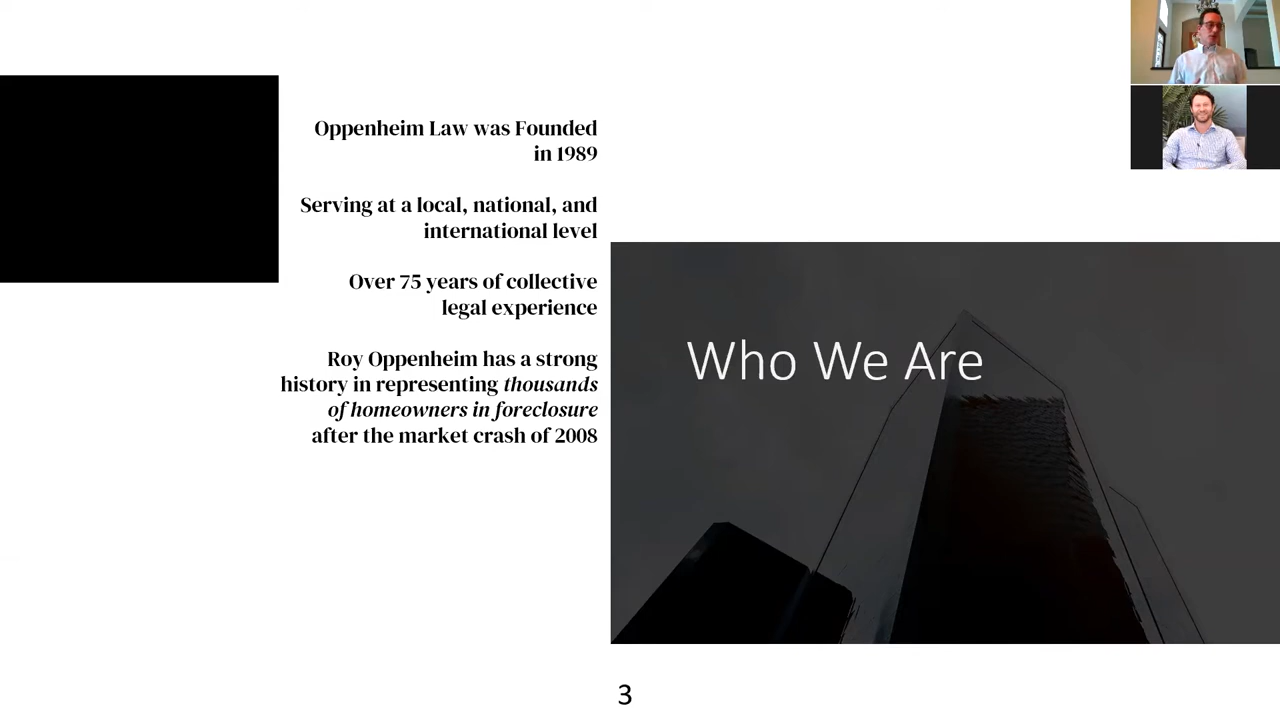 Oppenheim Law was Founded
in 1989
Serving at a local, national, and
international level
Over 75 years of collective
legal experience
Roy Oppenheim has a strong
history in representing thousands
of homeowners in foreclosure
after the market crash of 2008
Who We Are
3